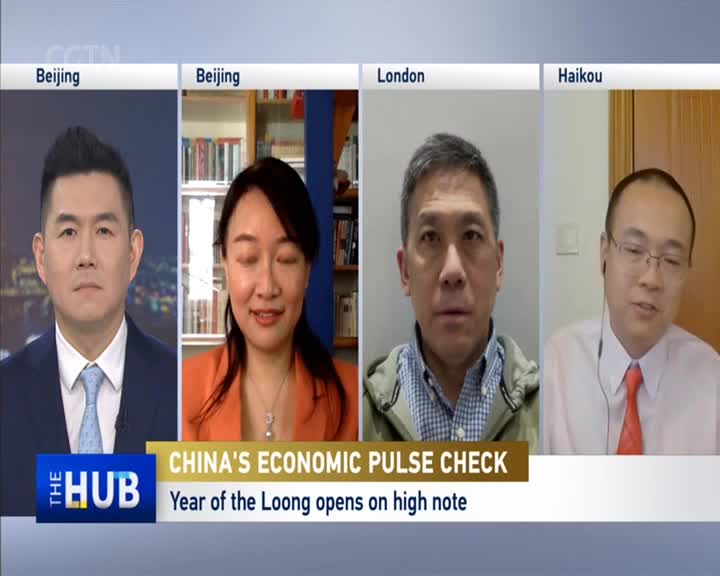 CGTN
Beijing
Beijing
London
Haikou
THE HUB
CHINA'S ECONOMIC PULSE CHECK
Year of the Loong opens on high note